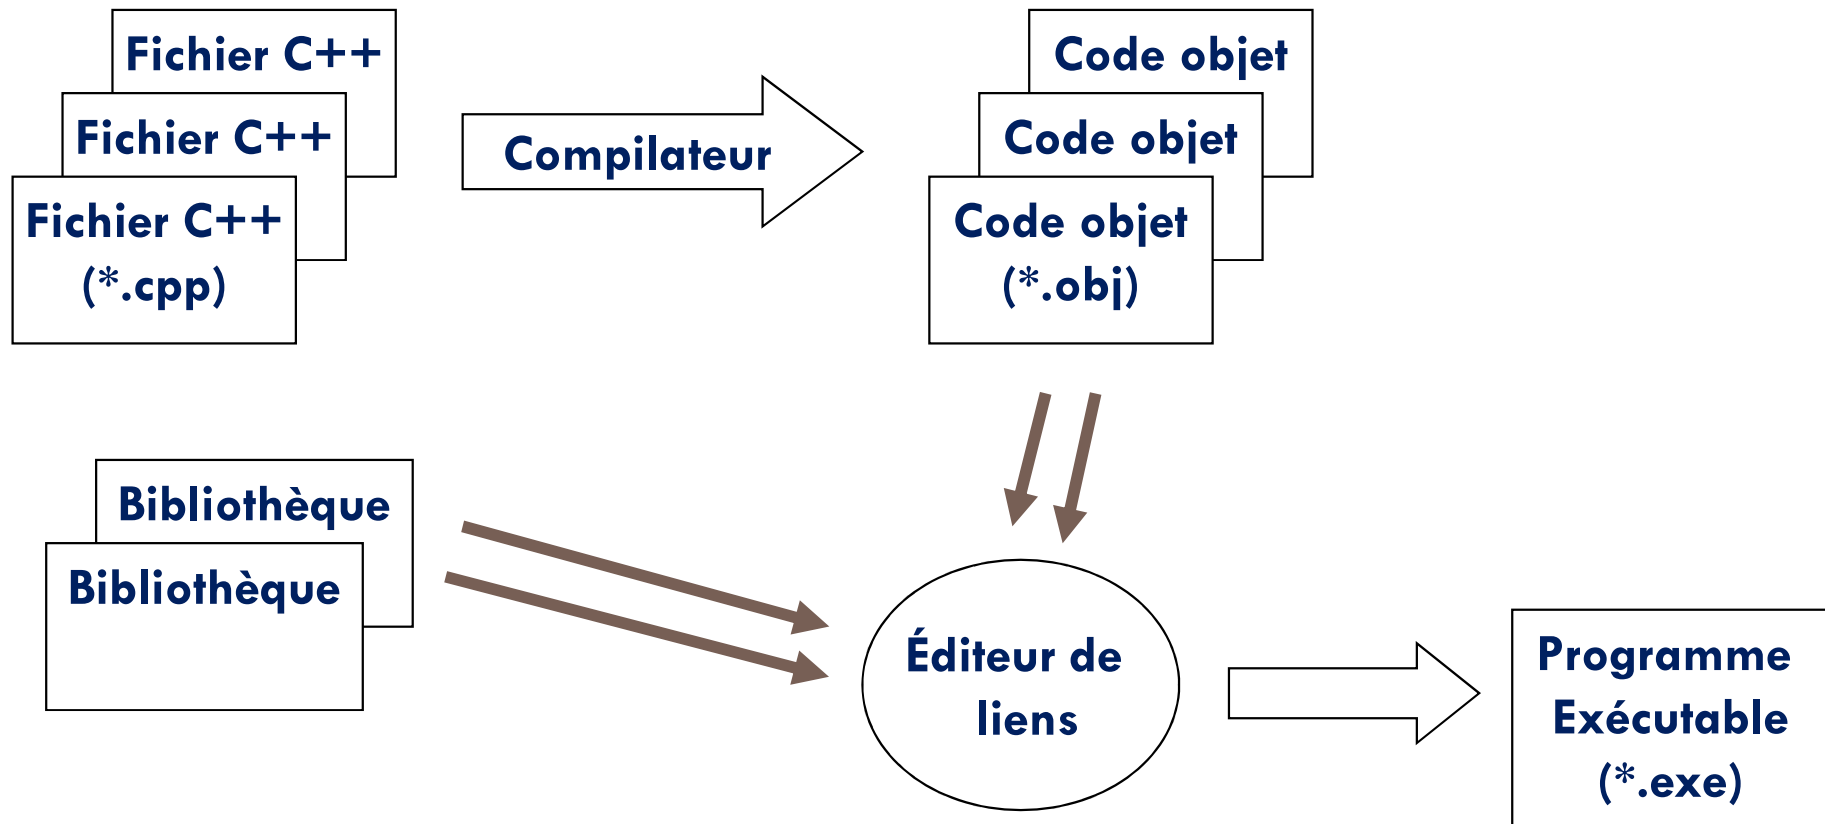 Fichier C++
Fichier C++
Fichier C++
(*.cpp)
Compilateur
Code objet
Code objet
Code objet
(*.obj)
Bibliothèque
Bibliothèque
Éditeur de
liens
Programme
Exécutable
(*.exe)